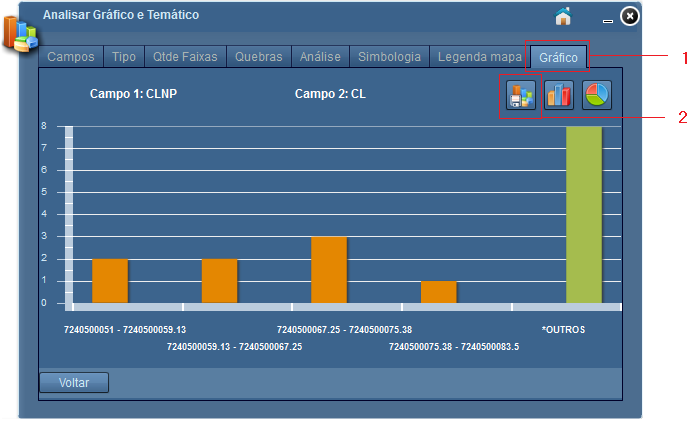 Analisar Gráfico e Temático
Campos Tipo Qtde Faixas Quebras Análise Simbologia Legenda mapa Gráfico
1
Campo 1: CLNP Campo 2: CL
2
8
7
6
5
4
3
2
1
0
7240500051 - 7240500059.13 7240500067.25 - 7240500075.38 *OUTROS
7240500059.13 - 7240500067.25 7240500075.38 - 7240500083.5
Voltar